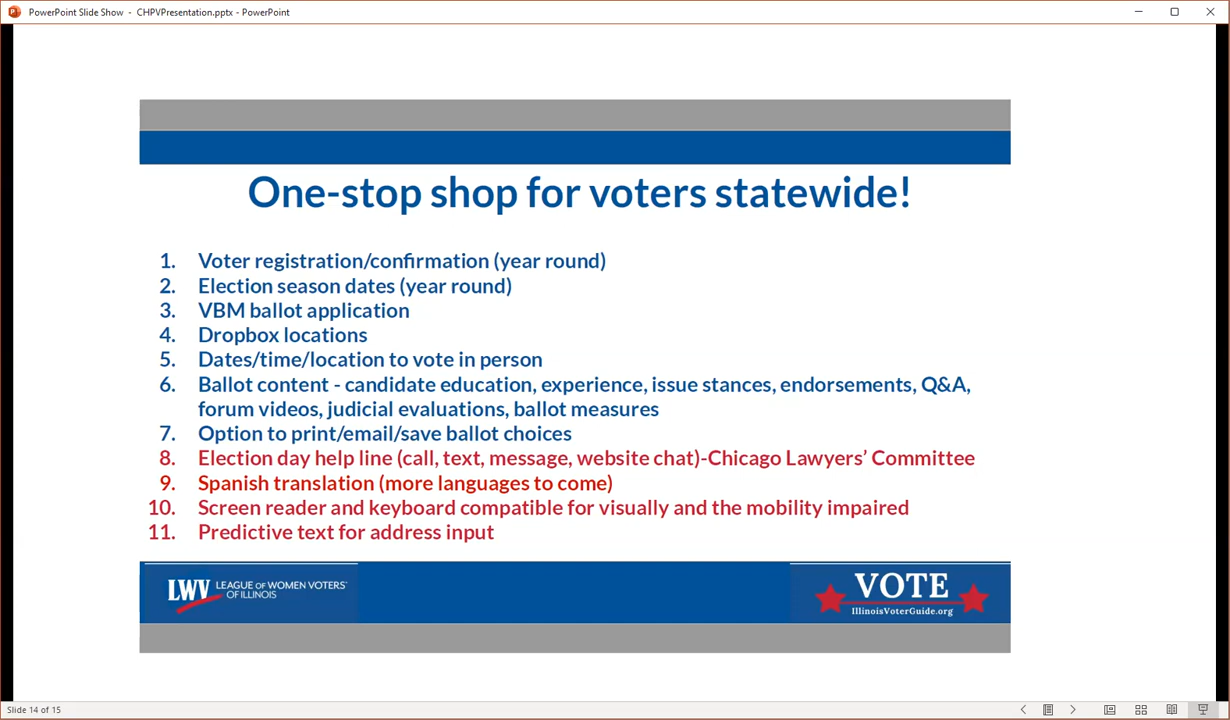 PowerPoint Slide Show - CHPVPresentation.pptx - PowerPoint
One-stop shop for voters statewide!
1. Voter registration/confirmation (year round)
2. Election season dates (year round)
3. VBM ballot application
4. Dropbox locations
5. Dates/time/location to vote in person
6. Ballot content - candidate education, experience, issue stances, endorsements, Q&A,
forum videos, judicial evaluations, ballot measures
7. Option to print/email/save ballot choices
8. Election day help line (call, text, message, website chat)-Chicago Lawyers’ Committee
9. Spanish translation (more languages to come)
10. Screen reader and keyboard compatible for visually and the mobility impaired
11. Predictive text for address input
LWV LEAGUE OF WOMEN VOTERS®
OF ILLINOIS
VOTE
IllinoisVoterGuide.org
Slide 14 of 15